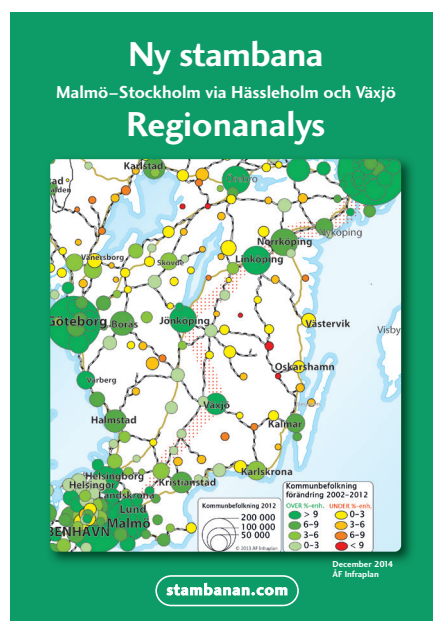 Ny stambana
Malmö–Stockholm via Hässleholm och Växjö
Regionanalys
Karlstad
Örebro
Nyköping
Norrköping
Linköping
Vänersborg
Skövde
Göteborg
Borås
Jönköping
Västervik
Visby
Oskarshamn
Varberg
Växjö
Halmstad
Kalmar
Helsingborg
Helsingør
Kristianstad
Karlskrona
Landskrona
Lund
Malmö
BENHAVN
Kommunbefolkning 2012
200 000
100 000
50 000
© 2013 ÅF Infraplan
Kommunbefolkning
förändring 2002–2012
ÖVER %-enh. UNDER %-enh.
> 9 0–3
6–9 3–6
3–6 6–9
0–3 < 9
December 2014
ÅF Infraplan
stambanan.com